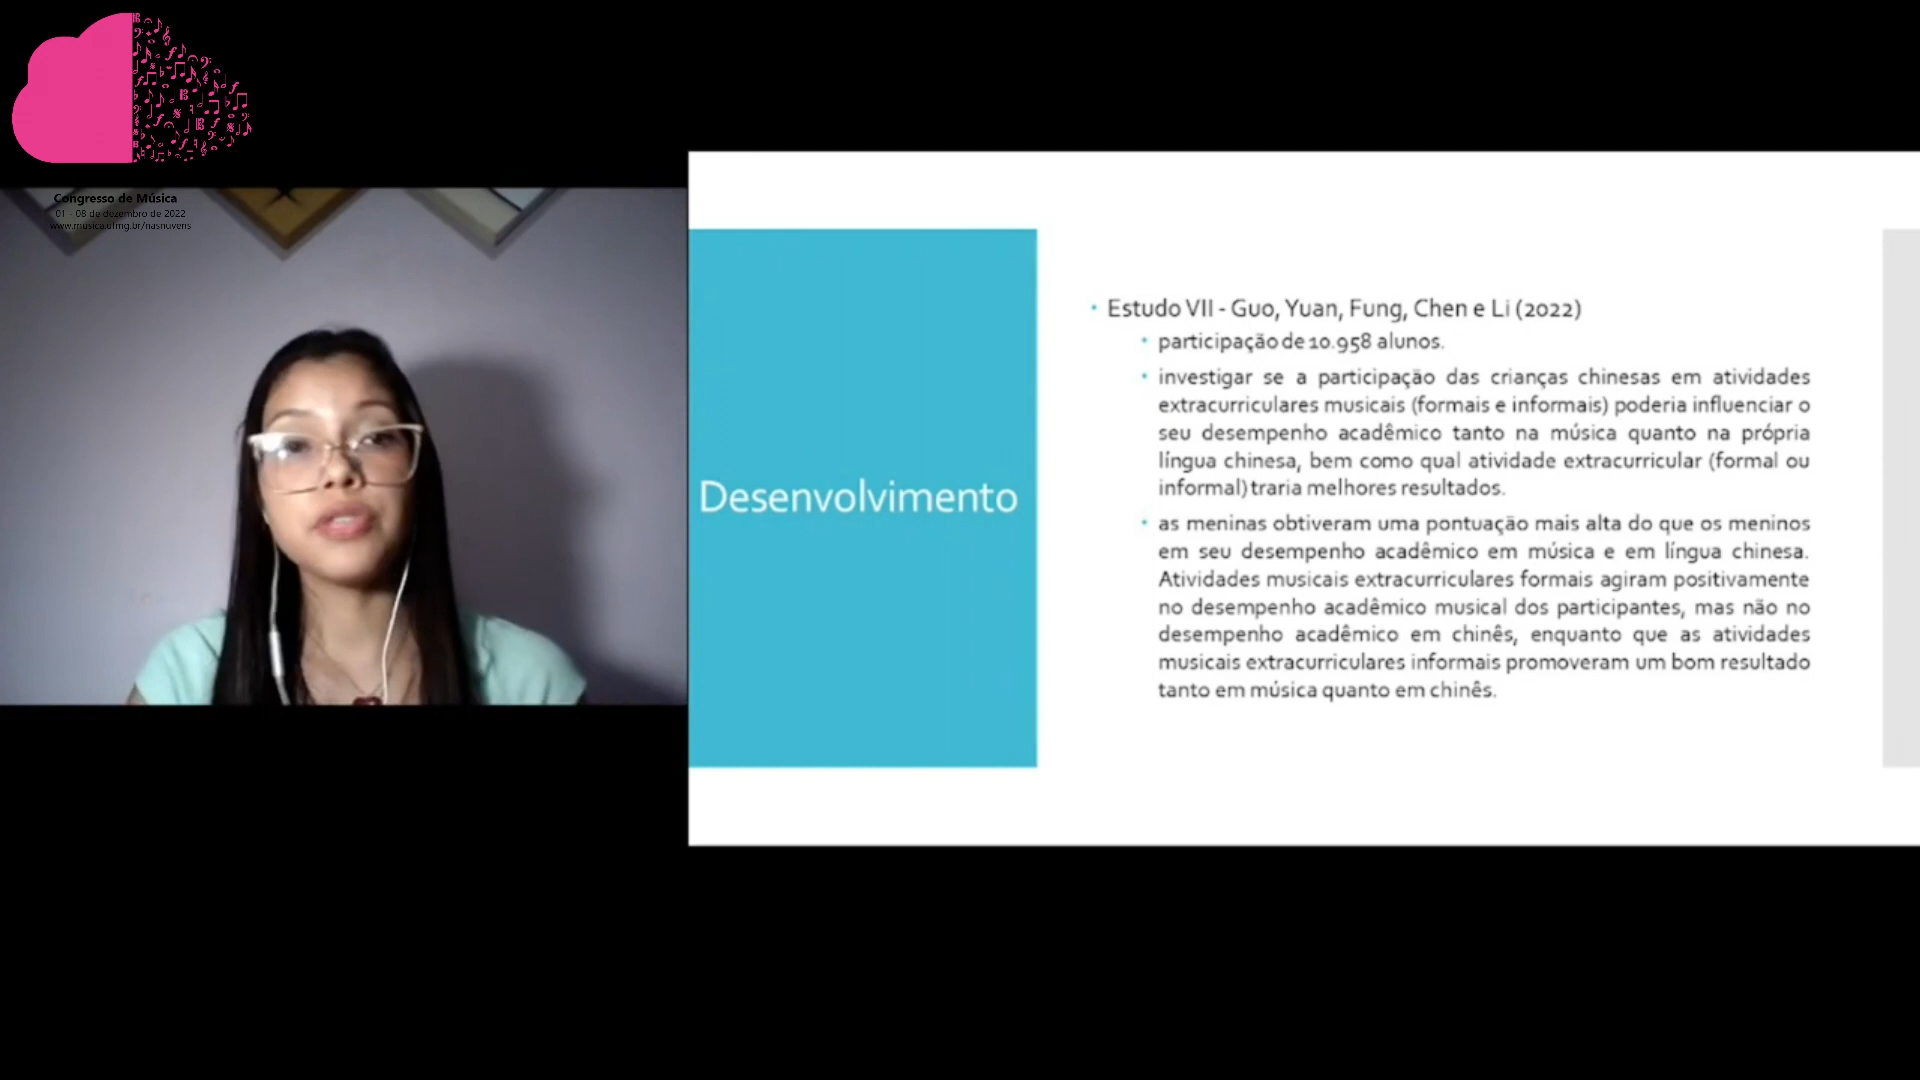 Congresso de Música
01 - 08 de dezembro de 2022
www.musica.ufmg.br/nasnuvens
Desenvolvimento
• Estudo VII - Guo, Yuan, Fung, Chen e Li (2022)
• participação de 10.958 alunos.
• investigar se a participação das crianças chinesas em atividades
extracurriculares musicais (formais e informais) poderia influenciar o
seu desempenho acadêmico tanto na música quanto na própria
língua chinesa, bem como qual atividade extracurricular (formal ou
informal) traria melhores resultados.
• as meninas obtiveram uma pontuação mais alta do que os meninos
em seu desempenho acadêmico em música e em língua chinesa.
Atividades musicais extracurriculares formais agiram positivamente
no desempenho acadêmico musical dos participantes, mas não no
desempenho acadêmico em chinês, enquanto que as atividades
musicais extracurriculares informais promoveram um bom resultado
tanto em música quanto em chinês.